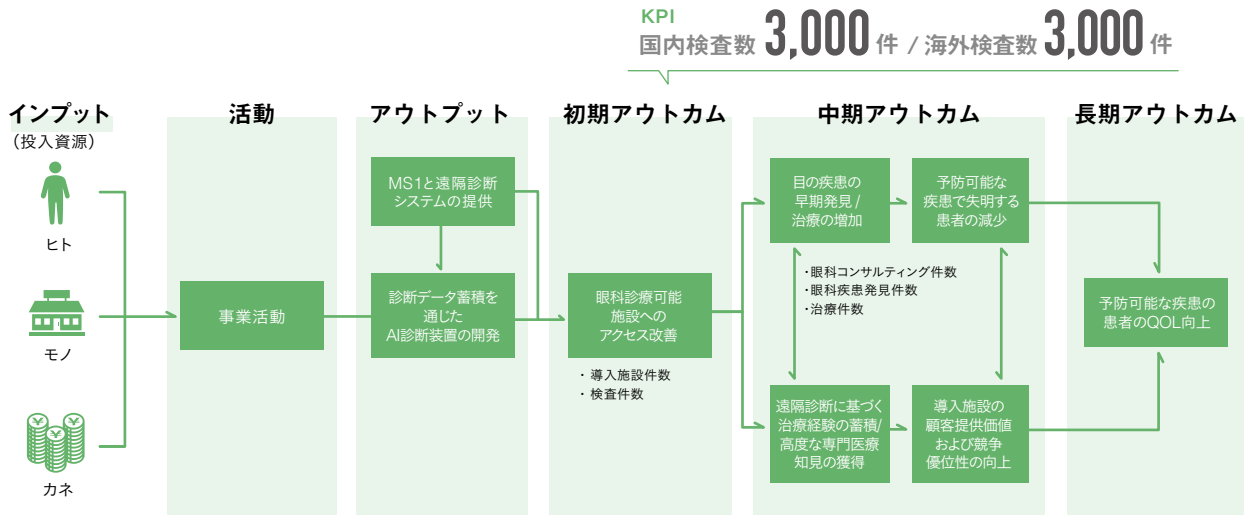 KPI
国内検査数 3,000 件 / 海外検査数 3,000 件
インプット
(投入資源)
ヒト
モノ
カネ
活動
事業活動
アウトプット
MS1と遠隔診断
システムの提供
診断データ蓄積を
通じた
AI診断装置の開発
初期アウトカム
眼科診療可能
施設への
アクセス改善
・ 導入施設件数
・ 検査件数
中期アウトカム
目の疾患の
早期発見 /
治療の増加
予防可能な
疾患で失明する
患者の減少
・眼科コンサルティング件数
・眼科疾患発見件数
・治療件数
遠隔診断に基づく
治療経験の蓄積/
高度な専門医療
知見の獲得
導入施設の
顧客提供価値
および競争
優位性の向上
長期アウトカム
予防可能な疾患の
患者のQOL向上